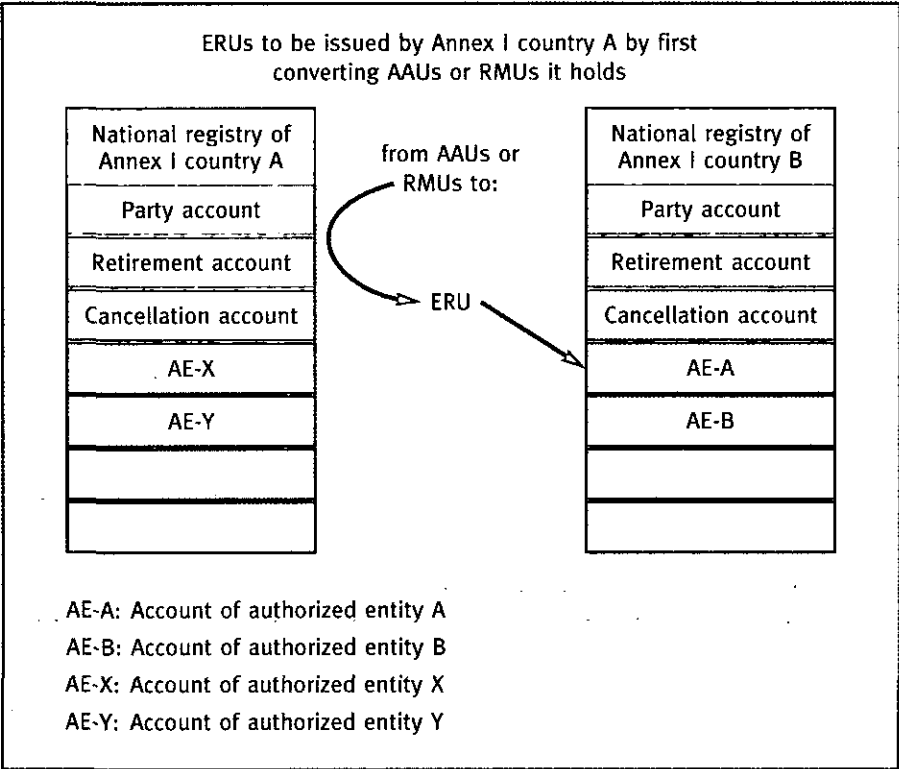 ERUs to be issued by Annex I country A by first
converting AAUs or RMUs it holds
National registry of
Annex I country A
Party account
Retirement account
Cancellation account
AE-X
AE-Y
from AAUs or
RMUs to:
ERU
National registry of
Annex I country B
Party account
Retirement account
Cancellation account
AE-A
AE-B
AE-A: Account of authorized entity A
AE-B: Account of authorized entity B
AE-X: Account of authorized entity X
AE-Y: Account of authorized entity Y